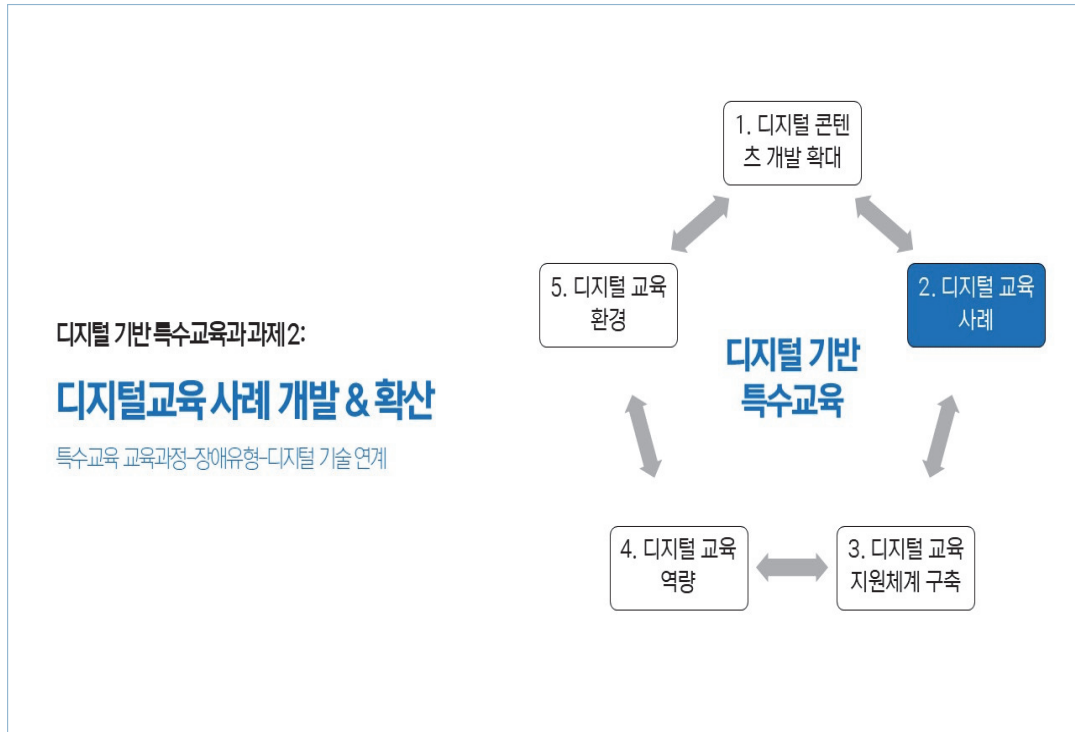 디지털 기반 특수교육과 과제 2:
디지털교육 사례 개발 & 확산
특수교육 교육과정-장애유형-디지털 기술 연계
1. 디지털 콘텐
츠 개발 확대
2. 디지털 교육
사례
3. 디지털 교육
지원체계 구축
4. 디지털 교육
역량
5. 디지털 교육
환경
디지털 기반
특수교육